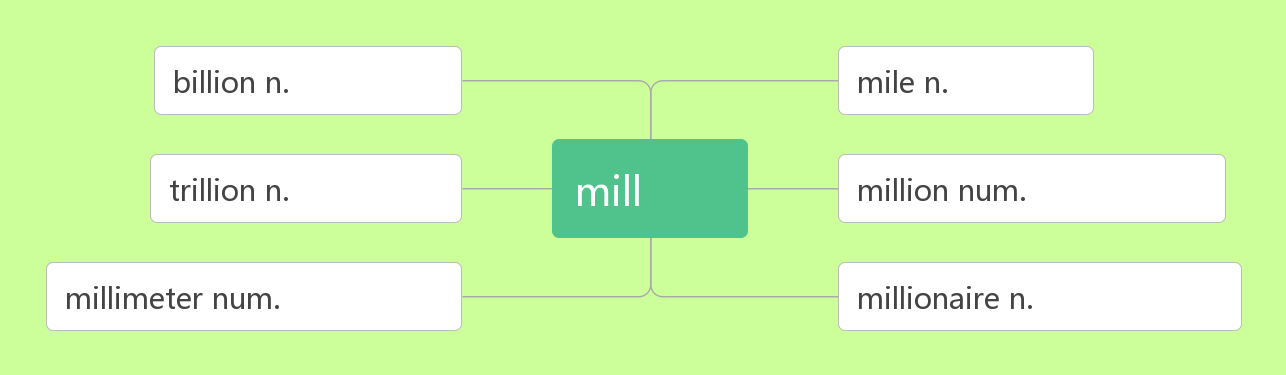 billion n.
mile n.
trillion n.
mill
million num.
millimeter num.
millionaire n.